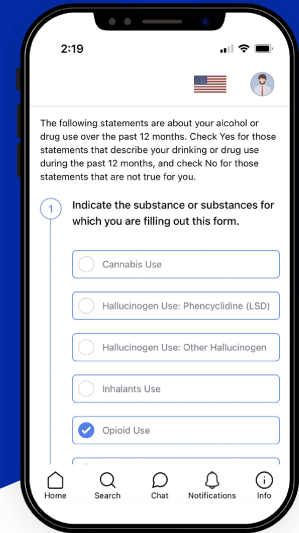 2:19
The following statements are about your alcohol or
drug use over the past 12 months. Check Yes for those
statements that describe your drinking or drug use
during the past 12 months, and check No for those
statements that are not true for you.
1
Indicate the substance or substances for
which you are filling out this form.
Cannabis Use
Hallucinogen Use: Phencyclidine (LSD)
Hallucinogen Use: Other Hallucinogen
Inhalants Use
Opioid Use
Home
Search
Chat
Notifications
Info